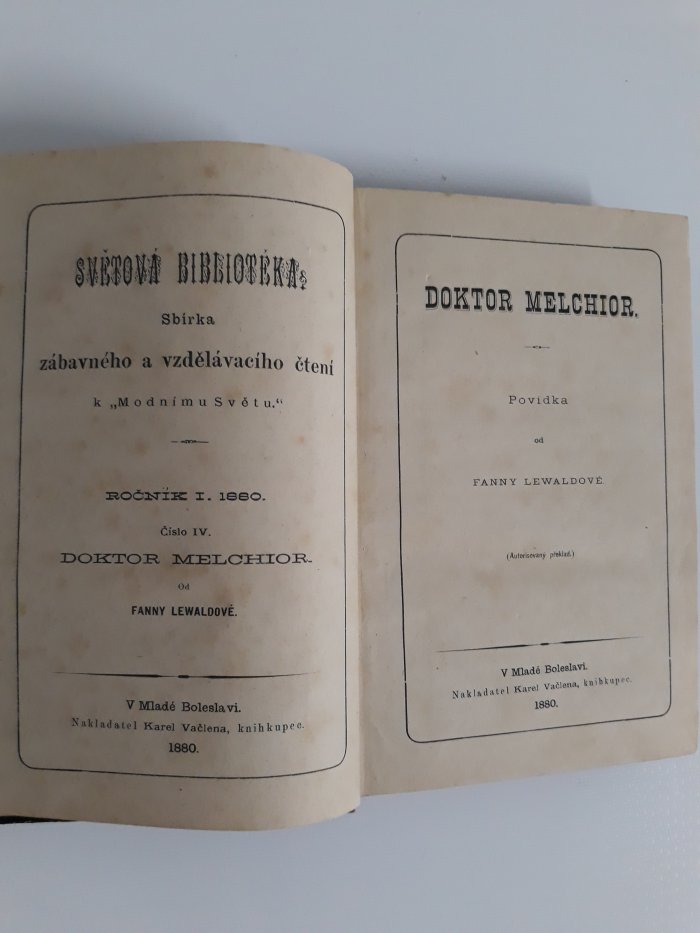 SVĚTOVÁ BIBLIOTÉKA.
Sbírka
zábavného a vzdělávacího čtení
k „Modnímu Světu.“
ROČNÍK I. 1880.
Číslo IV.
DOKTOR MELCHIOR.
Od
FANNY LEWALDOVÉ.
V Mladé Boleslavi.
Nakladatel Karel Vačlena, knihkupec.
1880.
DOKTOR MELCHIOR.
Povídka
od
FANNY LEWALDOVÉ.
(Autorisovaný překlad.)
V Mladé Boleslavi.
Nakladatel Karel Vačlena, knihkupec.
1880.